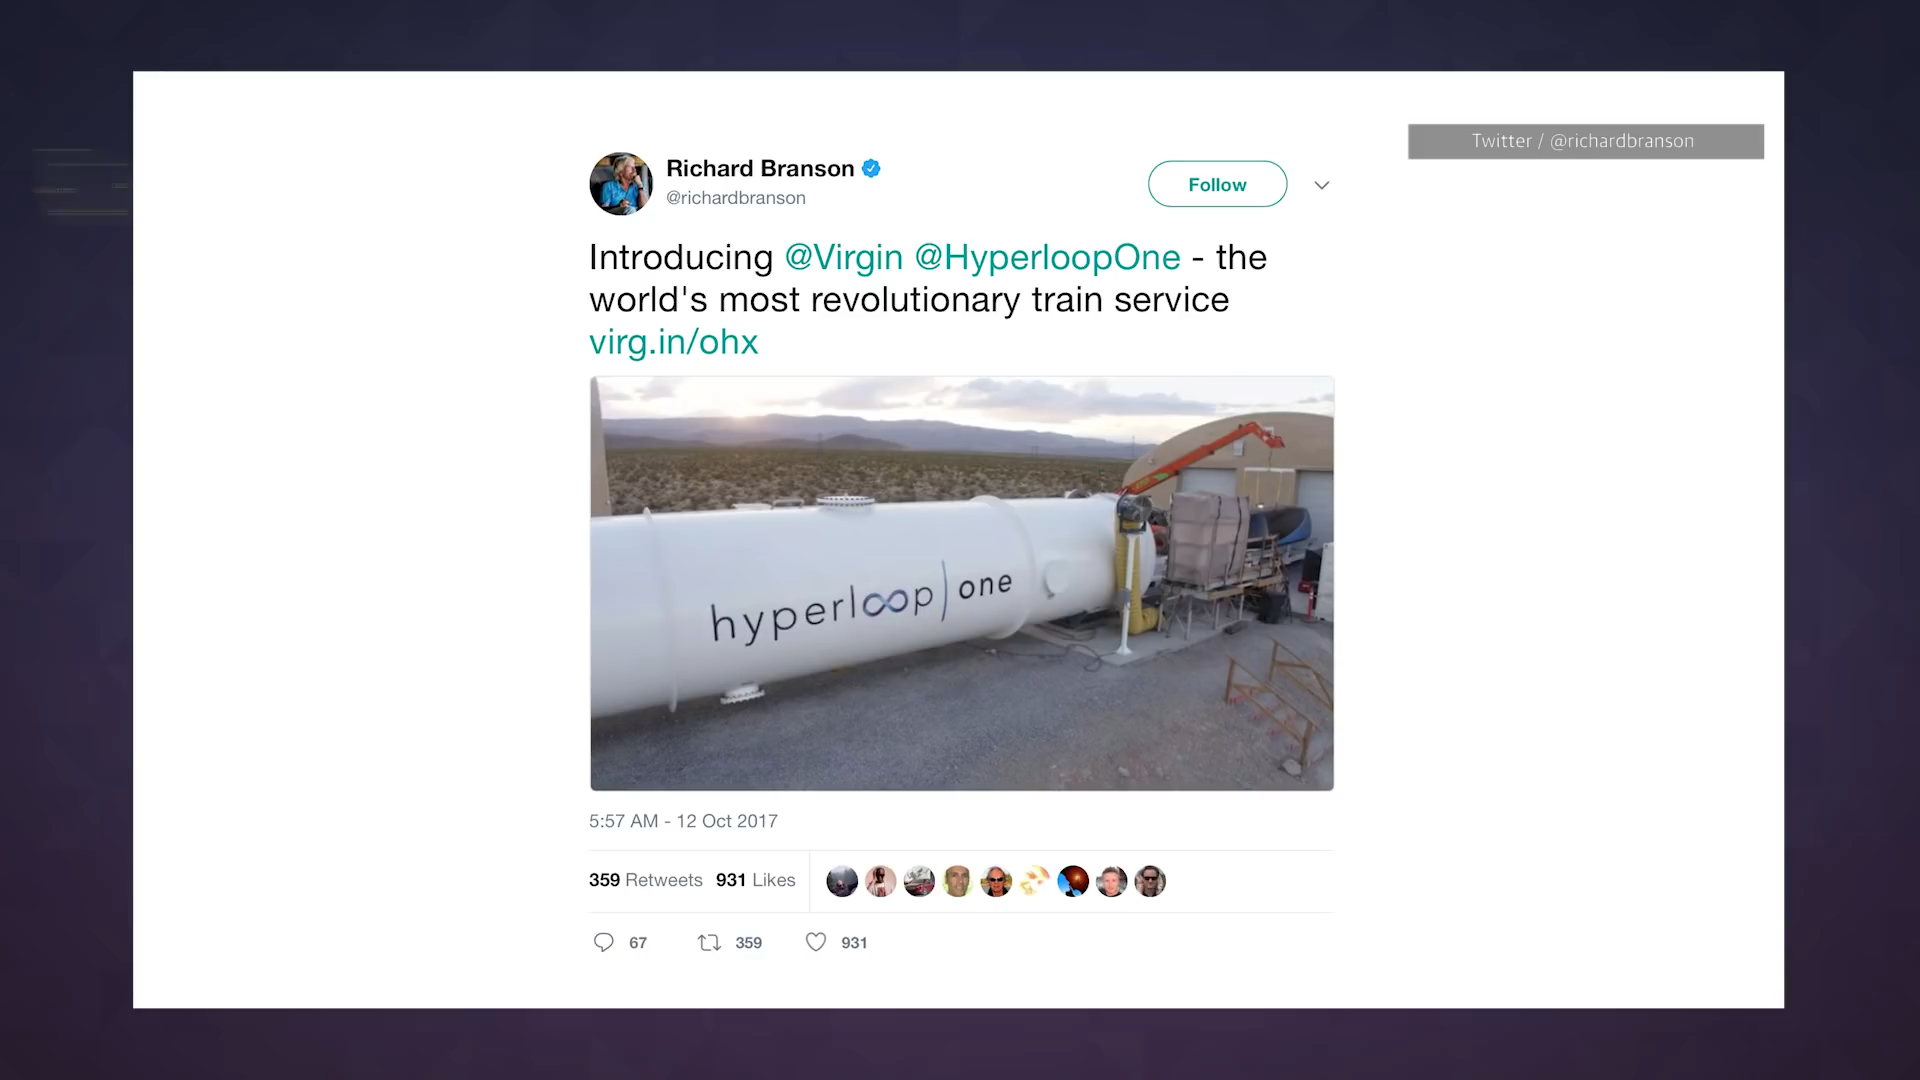 Twitter / @richardbranson
Richard Branson
@richardbranson
Follow
Introducing @Virgin @HyperloopOne - the
world's most revolutionary train service
virg.in/ohx
hyperloop one
5:57 AM - 12 Oct 2017
359 Retweets 931 Likes
67 359 931